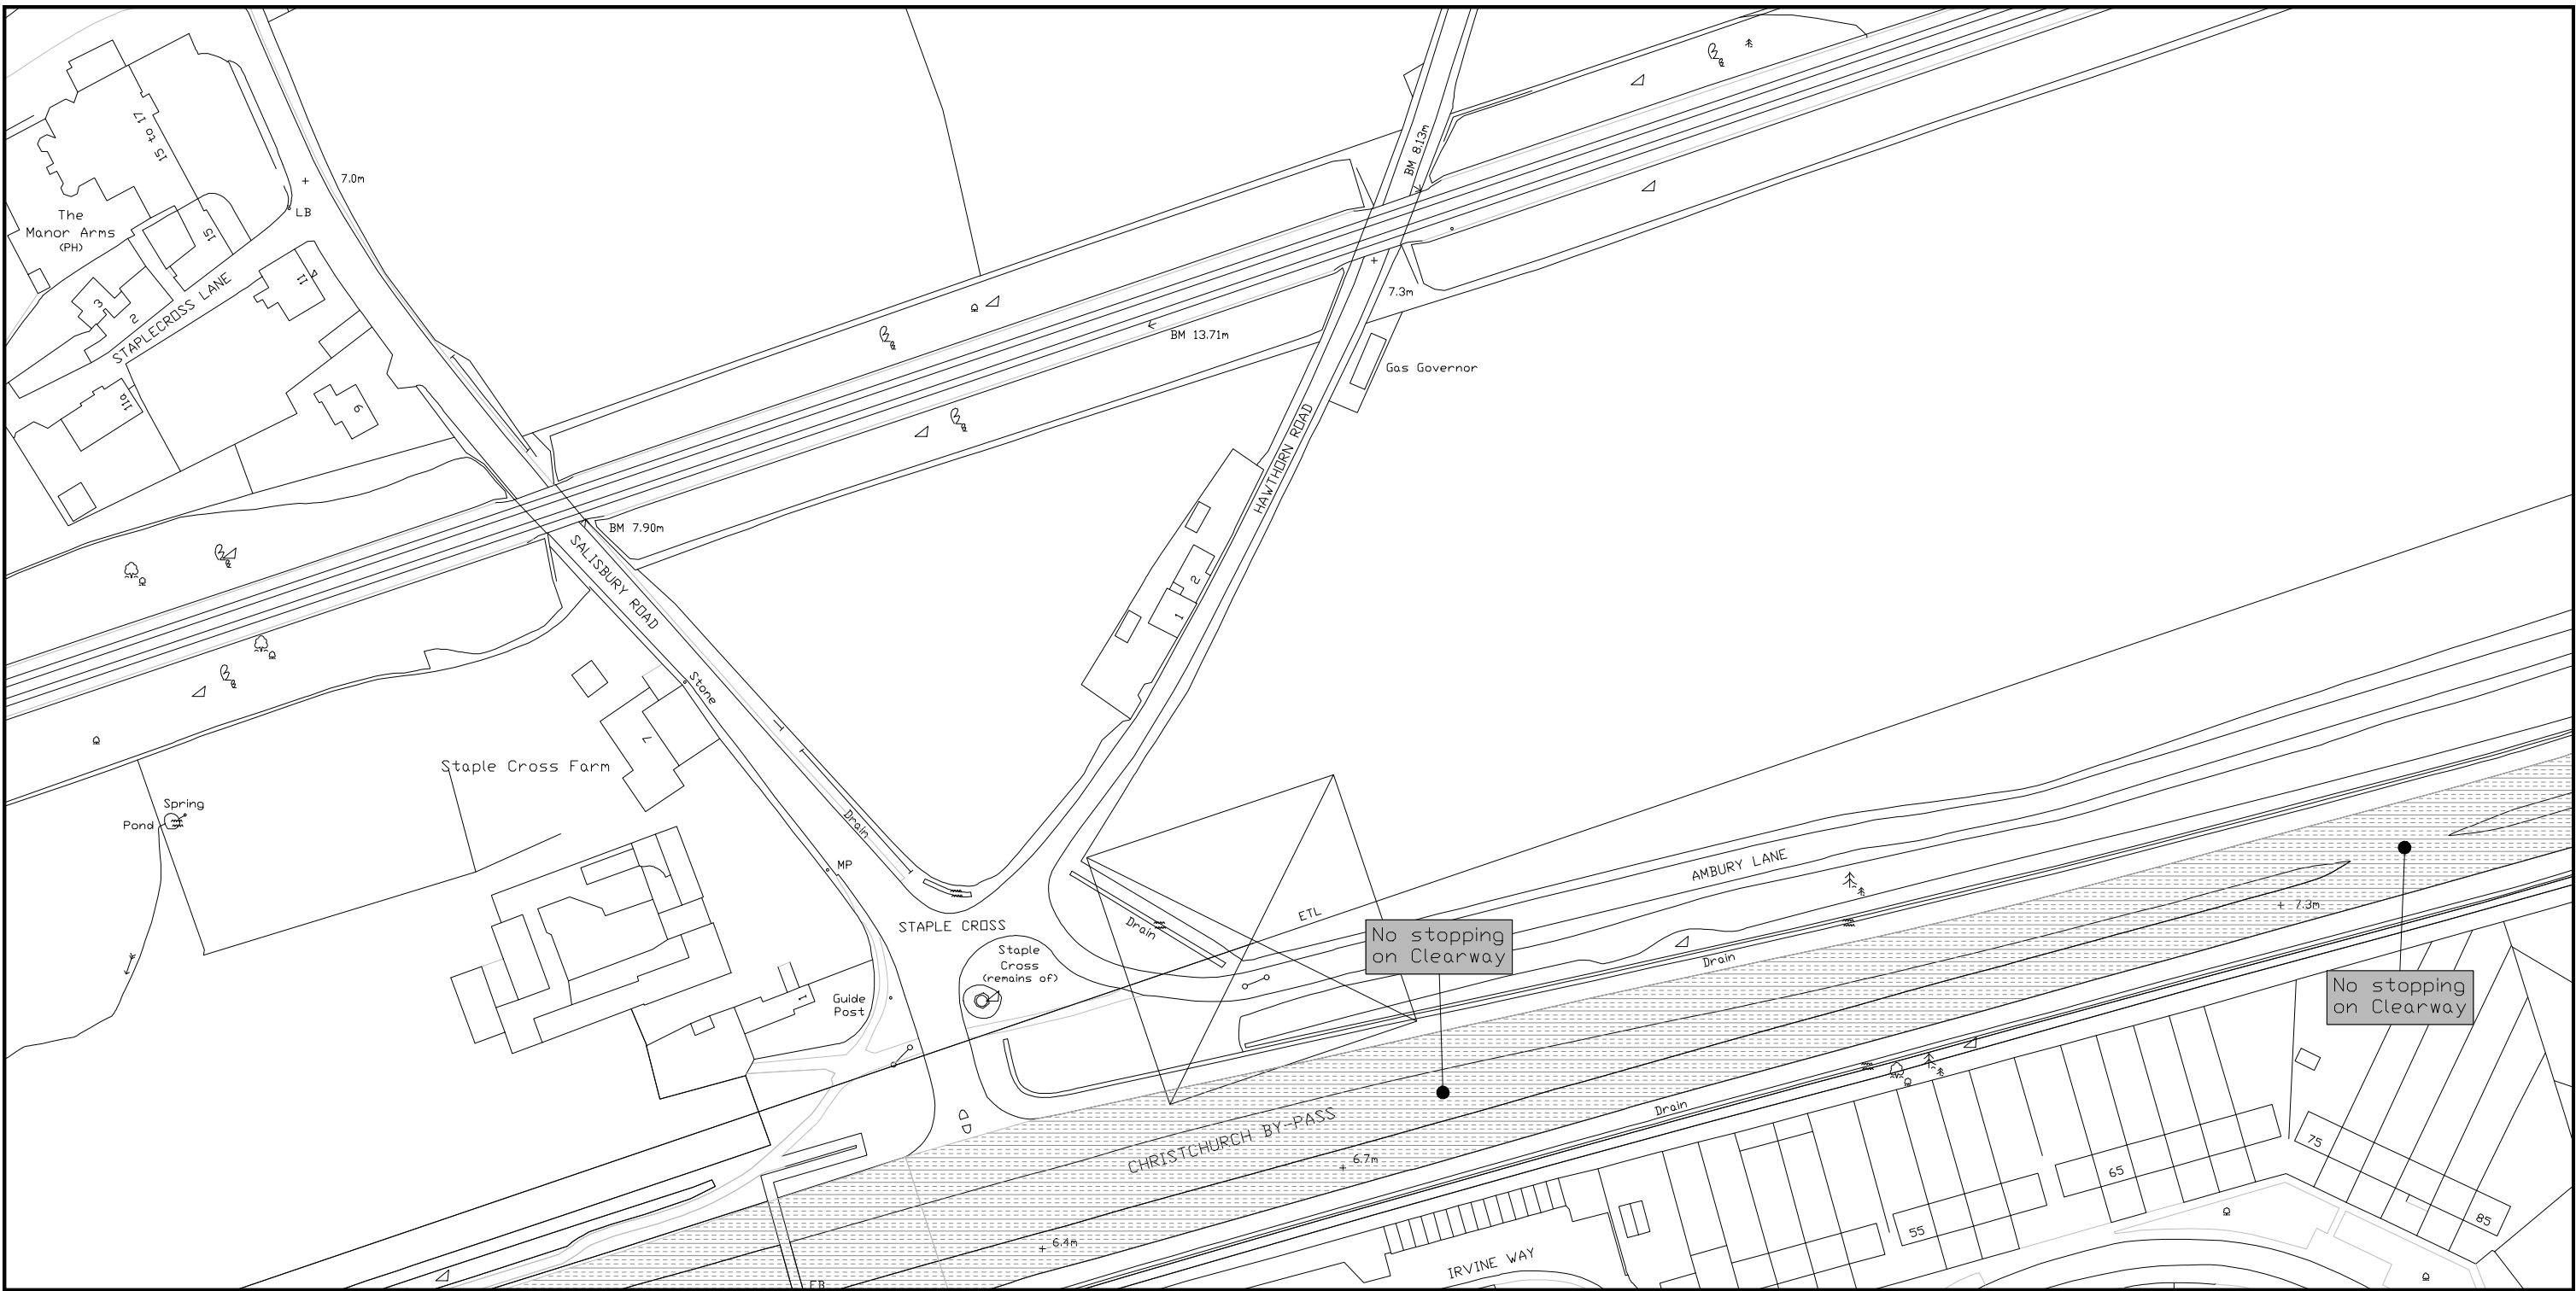 15 to 17
7.0m
LB
The
Manor Arms
(PH)
15
11
3
2
STAPLECROSS LANE
11a
9
BM 8.13m
7.3m
BM 13.71m
Gas Governor
HAWTHORN ROAD
BM 7.90m
SALISBURY ROAD
2
1
Stone
7
Staple Cross Farm
Spring
Pond
Drain
MP
STAPLE CROSS
Staple
Cross
(remains of)
Drain
ETL
AMBURY LANE
No stopping
on Clearway
Drain
7.3m
No stopping
on Clearway
1
Guide
Post
CHRISTCHURCH BY-PASS
6.7m
Drain
6.4m
FB
IRVINE WAY
55
65
75
85